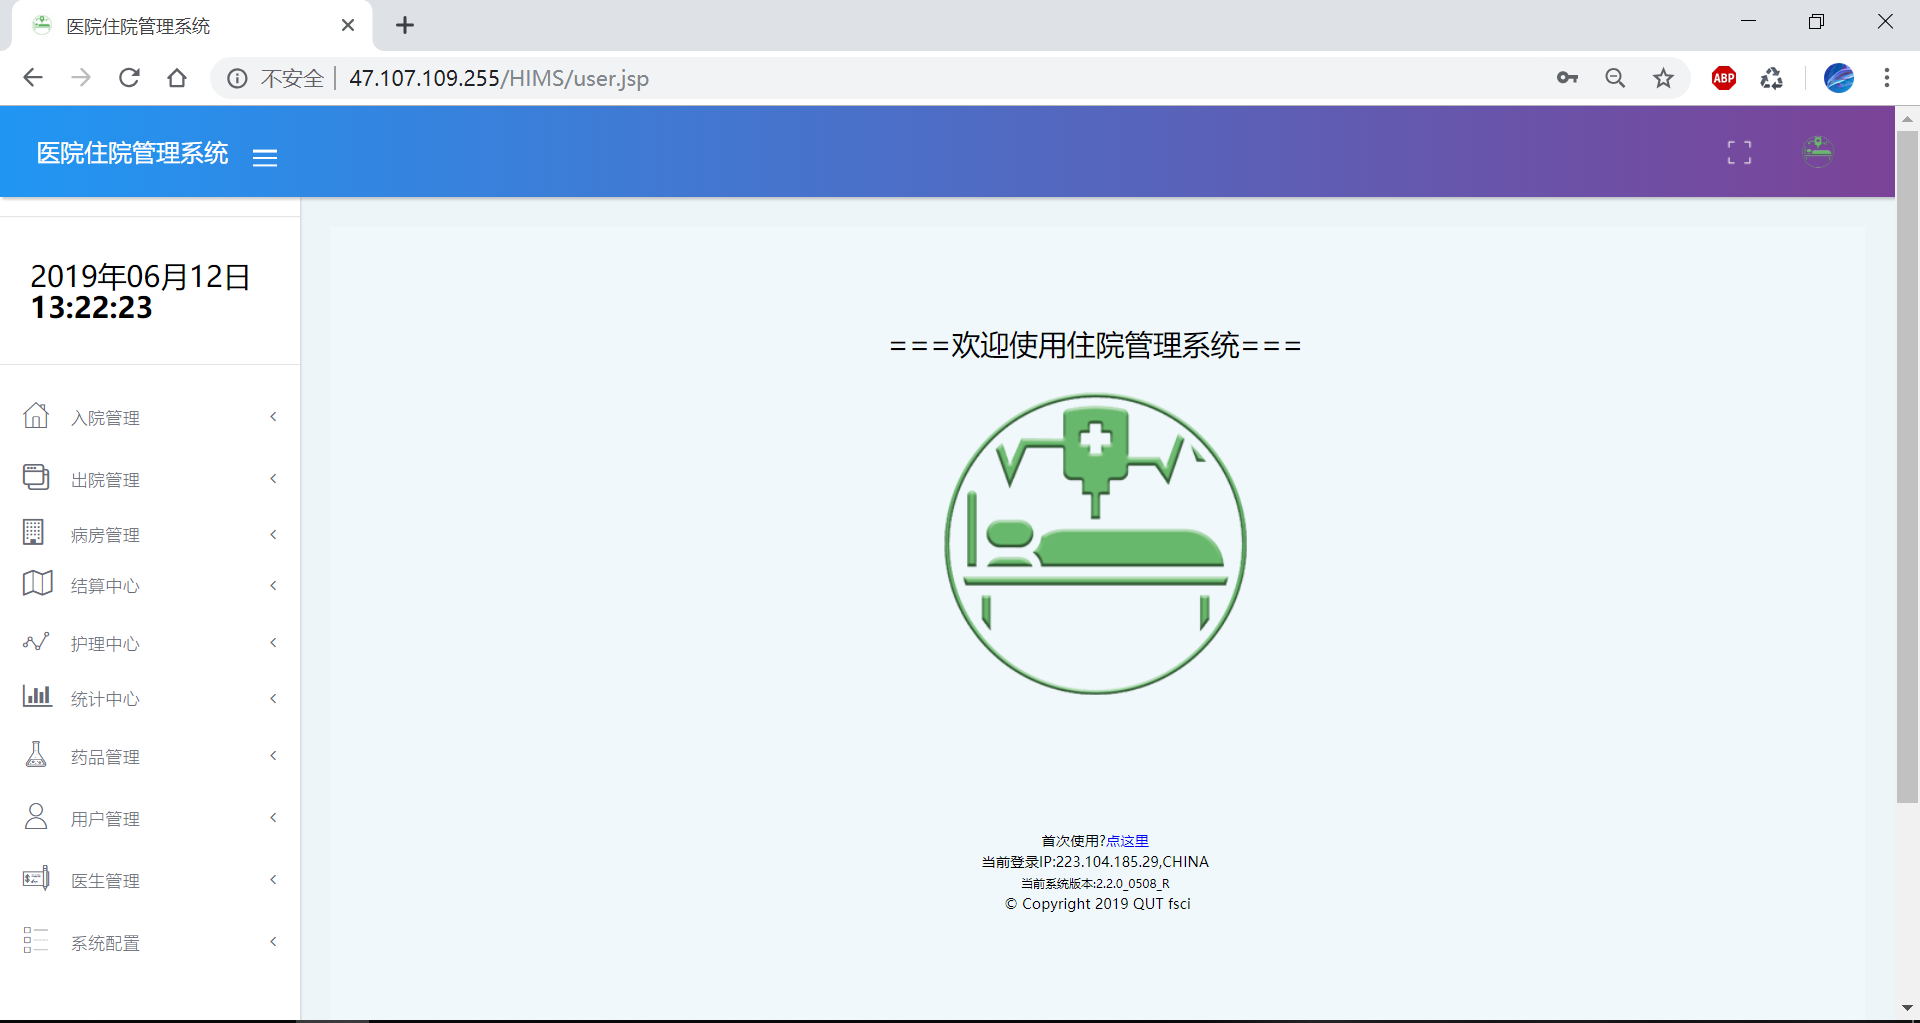 医院住院管理系统
不安全
47.107.109.255/HIMS/user.jsp
ABP
医院住院管理系统
2019年06月12日
13:22:23
入院管理
出院管理
病房管理
结算中心
护理中心
统计中心
药品管理
用户管理
医生管理
系统配置
===欢迎使用住院管理系统===
首次使用?点这里
当前登录IP:223.104.185.29,CHINA
当前系统版本:2.2.0_0508_R
© Copyright 2019 QUT fsci